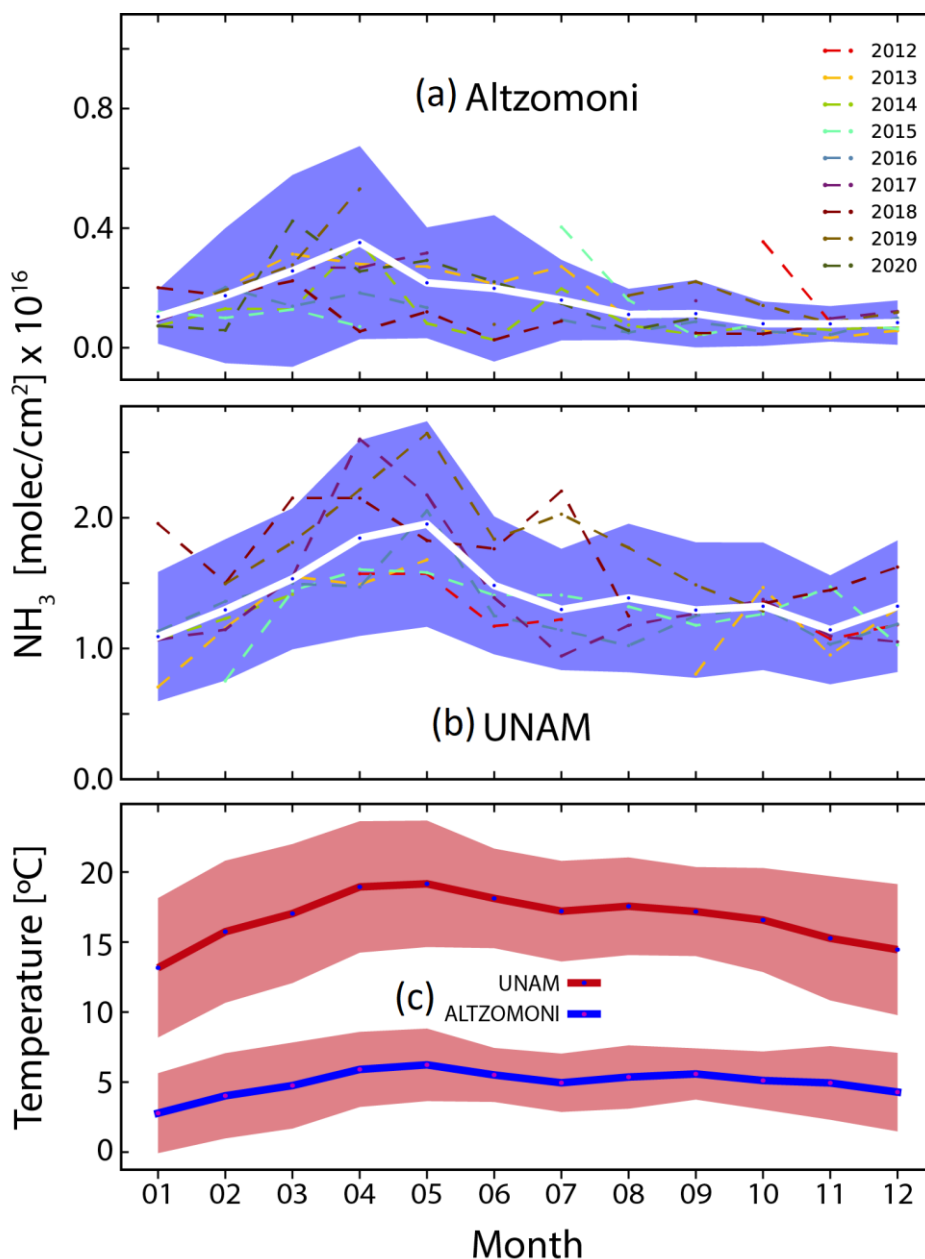 (a) Altzomoni
2012
2013
2014
2015
2016
2017
2018
2019
2020
0.8
0.4
0.0
NH₃ [molec/cm²] x 10¹⁶
2.0
1.0
0.0
(b) UNAM
Temperature [ºC]
20
15
10
5
0
(c)
UNAM
ALTZOMONI
01 02 03 04 05 06 07 08 09 10 11 12
Month